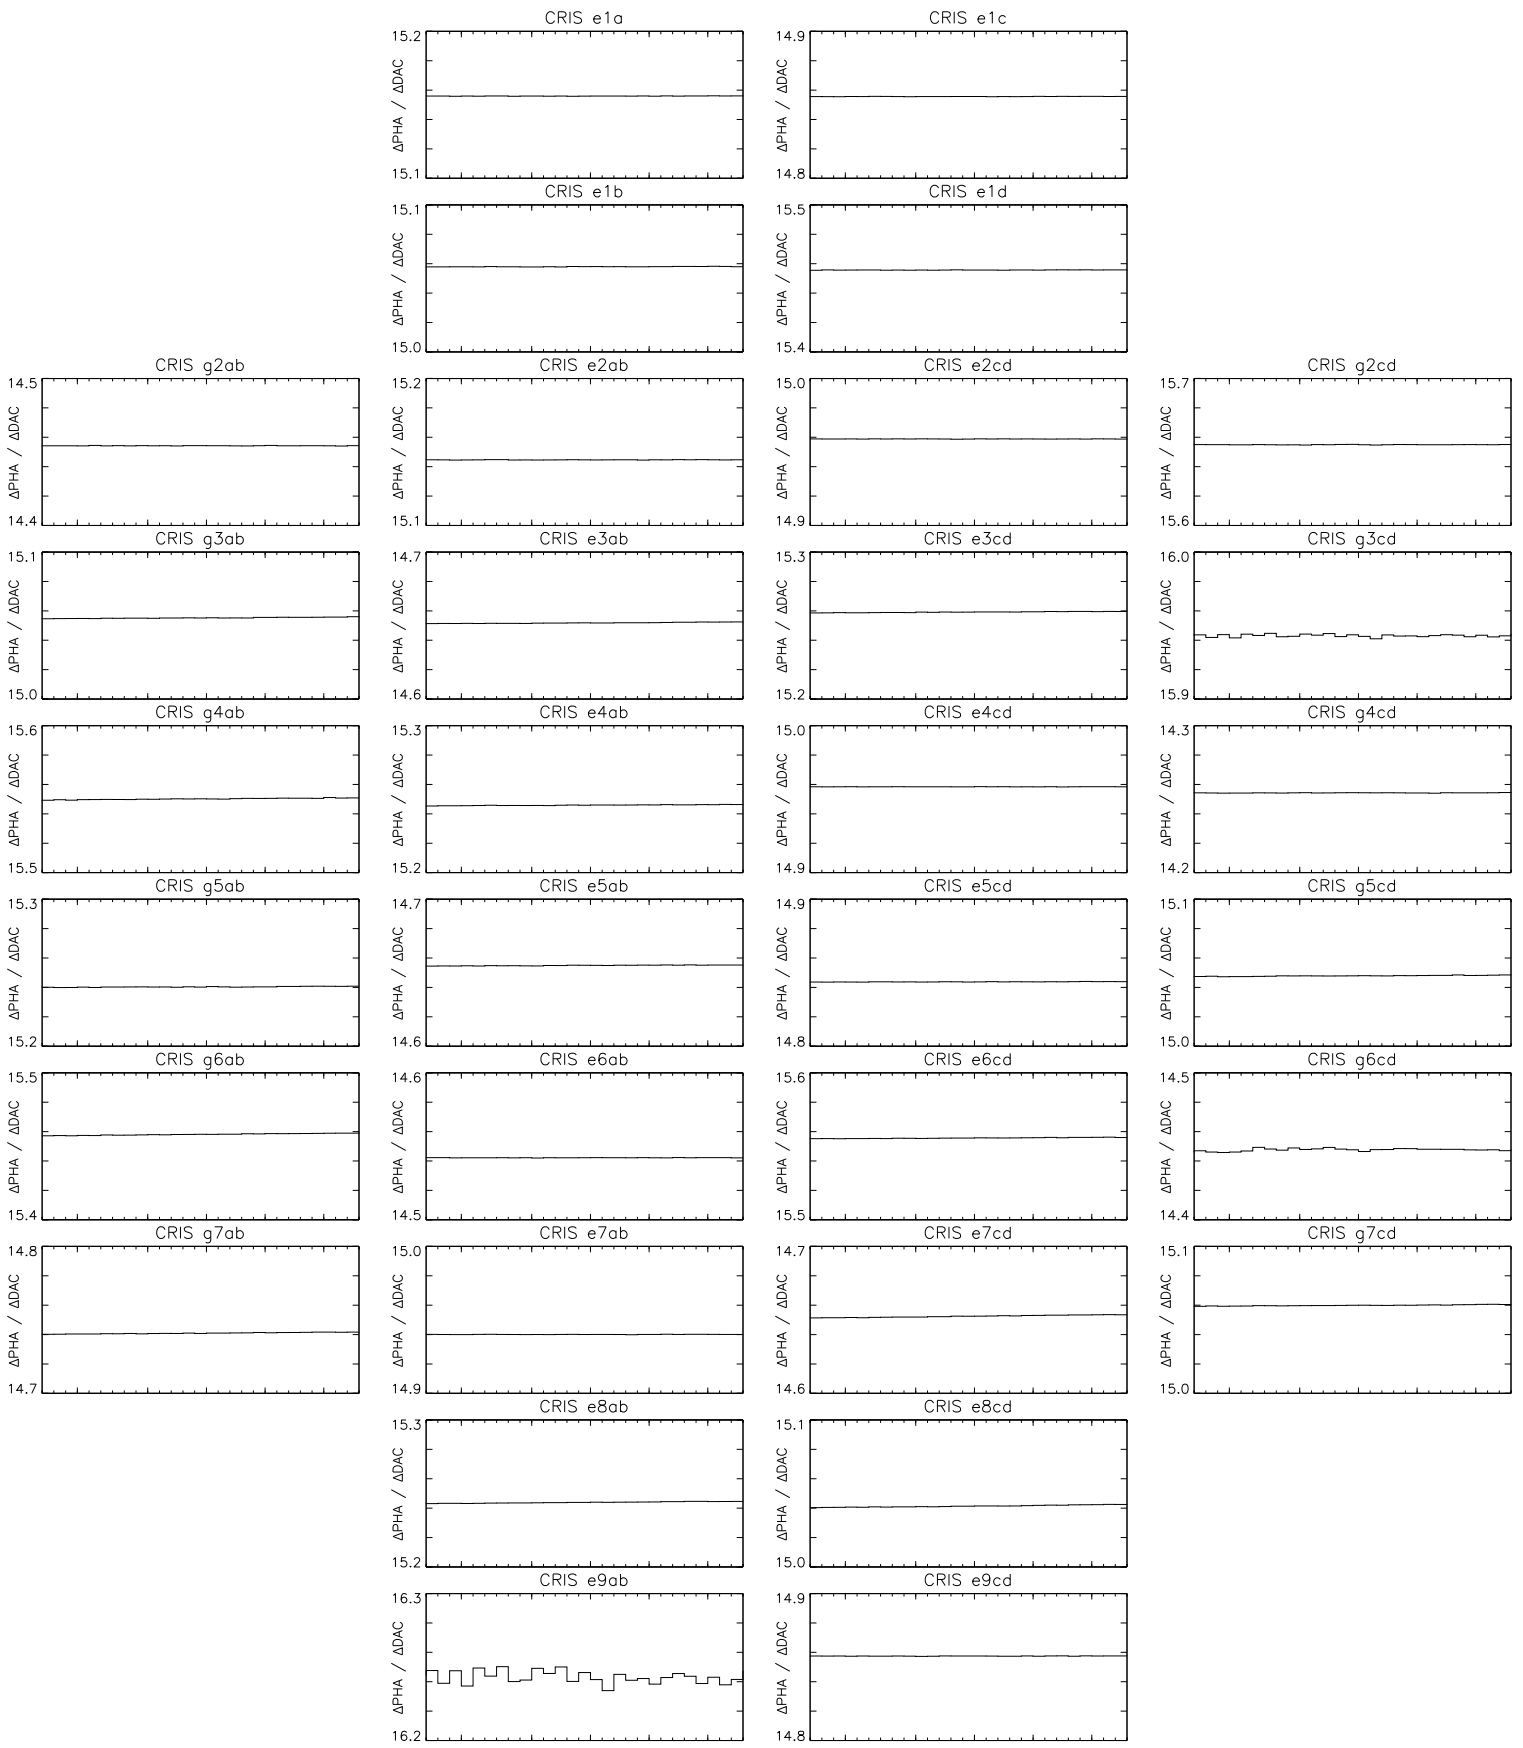 CRIS e1a
15.2
ΔPHA / ΔDAC
15.1
CRIS e1c
14.9
ΔPHA / ΔDAC
14.8
CRIS e1b
15.1
ΔPHA / ΔDAC
15.0
CRIS e1d
15.5
ΔPHA / ΔDAC
15.4
CRIS g2ab
14.5
ΔPHA / ΔDAC
14.4
CRIS e2ab
15.2
ΔPHA / ΔDAC
15.1
CRIS e2cd
15.0
ΔPHA / ΔDAC
14.9
CRIS g2cd
15.7
ΔPHA / ΔDAC
15.6
CRIS g3ab
15.1
ΔPHA / ΔDAC
15.0
CRIS e3ab
14.7
ΔPHA / ΔDAC
14.6
CRIS e3cd
15.3
ΔPHA / ΔDAC
15.2
CRIS g3cd
16.0
ΔPHA / ΔDAC
15.9
CRIS g4ab
15.6
ΔPHA / ΔDAC
15.5
CRIS e4ab
15.3
ΔPHA / ΔDAC
15.2
CRIS e4cd
15.0
ΔPHA / ΔDAC
14.9
CRIS g4cd
14.3
ΔPHA / ΔDAC
14.2
CRIS g5ab
15.3
ΔPHA / ΔDAC
15.2
CRIS e5ab
14.7
ΔPHA / ΔDAC
14.6
CRIS e5cd
14.9
ΔPHA / ΔDAC
14.8
CRIS g5cd
15.1
ΔPHA / ΔDAC
15.0
CRIS g6ab
15.5
ΔPHA / ΔDAC
15.4
CRIS e6ab
14.6
ΔPHA / ΔDAC
14.5
CRIS e6cd
15.6
ΔPHA / ΔDAC
15.5
CRIS g6cd
14.5
ΔPHA / ΔDAC
14.4
CRIS g7ab
14.8
ΔPHA / ΔDAC
14.7
CRIS e7ab
15.0
ΔPHA / ΔDAC
14.9
CRIS e7cd
14.7
ΔPHA / ΔDAC
14.6
CRIS g7cd
15.1
ΔPHA / ΔDAC
15.0
CRIS e8ab
15.3
ΔPHA / ΔDAC
15.2
CRIS e8cd
15.1
ΔPHA / ΔDAC
15.0
CRIS e9ab
16.3
ΔPHA / ΔDAC
16.2
CRIS e9cd
14.9
ΔPHA / ΔDAC
14.8